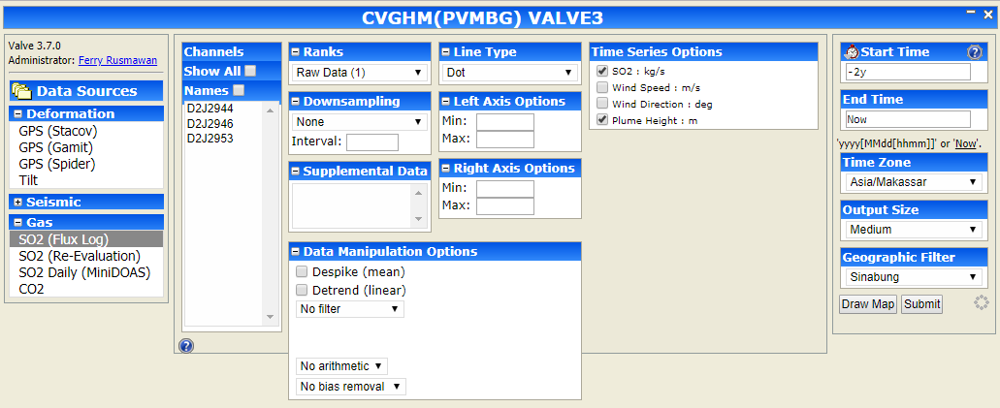 CVGHM(PVMBG) VALVE3
Valve 3.7.0
Administrator: Ferry Rusmawan
Data Sources
Deformation
GPS (Stacov)
GPS (Gamit)
GPS (Spider)
Tilt
Seismic
Gas
SO2 (Flux Log)
SO2 (Re-Evaluation)
SO2 Daily (MiniDOAS)
CO2
Channels
Show All
Names
D2J2944
D2J2946
D2J2953
Ranks
Raw Data (1)
Downsampling
None
Interval:
Supplemental Data
Line Type
Dot
Left Axis Options
Min:
Max:
Right Axis Options
Min:
Max:
Data Manipulation Options
Despike (mean)
Detrend (linear)
No filter
No arithmetic
No bias removal
Time Series Options
SO2 : kg/s
Wind Speed : m/s
Wind Direction : deg
Plume Height : m
Start Time
-2y
End Time
Now
'yyyy[MMdd[hhmm]]' or 'Now'.
Time Zone
Asia/Makassar
Output Size
Medium
Geographic Filter
Sinabung
Draw Map Submit